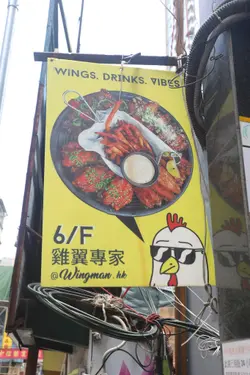 WINGS. DRINKS. VIBES
6/F
雞翼專家
@Wingman.hk